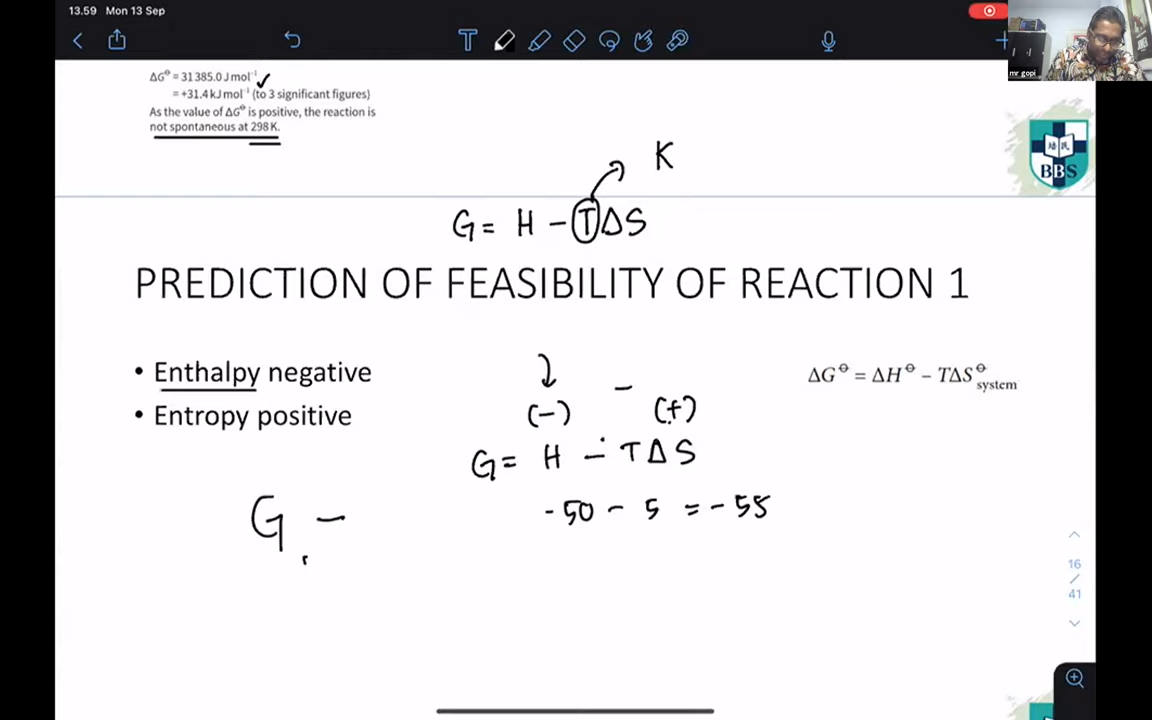 13.59 Mon 13 Sep
mr gopi
ΔG⦵ = 31 385.0 J mol⁻¹ ✓
= +31.4 kJ mol⁻¹ (to 3 significant figures)
As the value of ΔG⦵ is positive, the reaction is
not spontaneous at 298 K.
培民
BBS
K
G = H − TΔS
PREDICTION OF FEASIBILITY OF REACTION 1
• Enthalpy negative
• Entropy positive
−
(−) (+)
G = H − TΔS
-50 - 5 = - 55
G −
ΔG⦵ = ΔH⦵ − TΔS⦵system
16
/
41